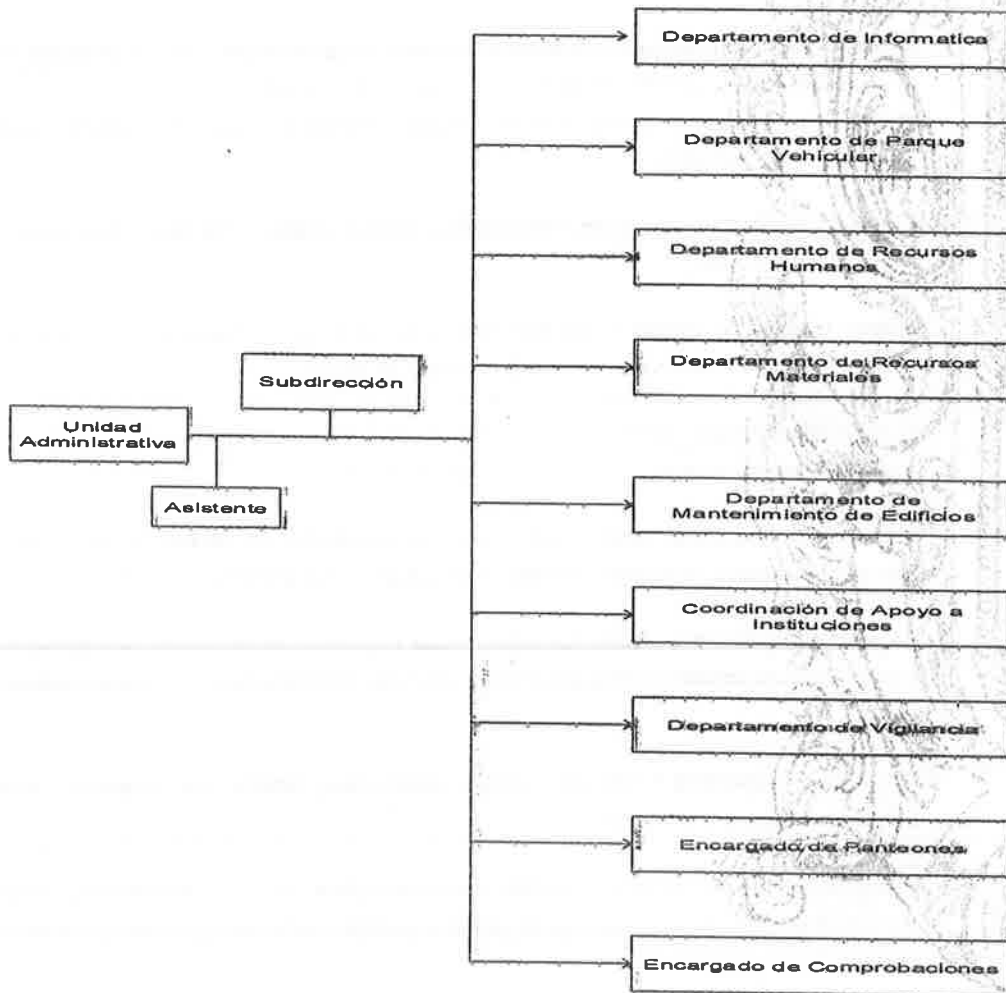 Departamento de Informatica
Departamento de Parque
Vehicular
Departamento de Recursos
Humanos
Departamento de Recursos
Materiales
Subdirección
Unidad
Administrativa
Asistente
Departamento de
Mantenimiento de Edificios
Coordinación de Apoyo a
Instituciones
Departamento de Vigilancia
Encargado de Panteones
Encargado de Comprobaciones